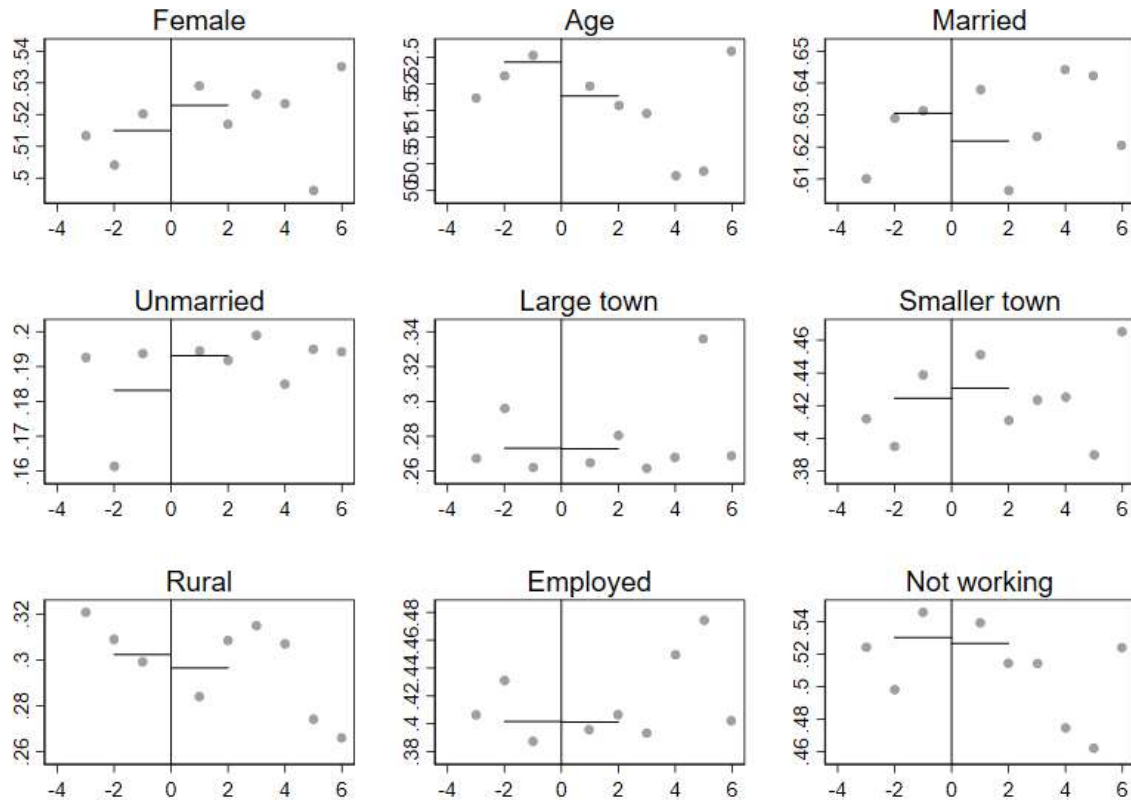 Female
.5 .51 .52 .53 .54
-4 -2 0 2 4 6
Age
-4 -2 0 2 4 6
Married
.61 .62 .63 .64 .65
-4 -2 0 2 4 6
Unmarried
.16 .17 .18 .19 .2
-4 -2 0 2 4 6
Large town
.26 .28 .3 .32 .34
-4 -2 0 2 4 6
Smaller town
.38 .4 .42 .44 .46
-4 -2 0 2 4 6
Rural
.26 .28 .3 .32
-4 -2 0 2 4 6
Employed
.38 .4 .42 .44 .46 .48
-4 -2 0 2 4 6
Not working
.46 .48 .5 .52 .54
-4 -2 0 2 4 6